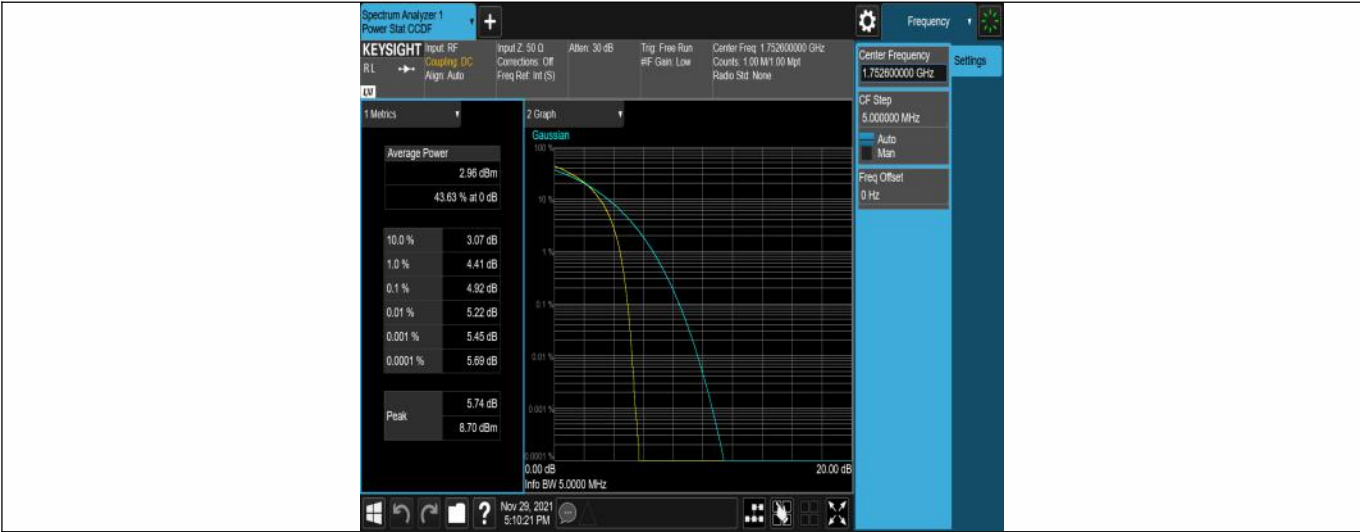 Spectrum Analyzer 1
Power Stat CCDF
+
Frequency
KEYSIGHT
RL
LXI
Input: RF
Coupling: DC
Align: Auto
Input Z: 50 Ω
Corrections: Off
Freq Ref: Int (S)
Atten: 30 dB
Trig: Free Run
#IF Gain: Low
Center Freq: 1.752600000 GHz
Counts: 1.00 M/1.00 Mpt
Radio Std: None
Center Frequency
1.752600000 GHz
Settings
CF Step
5.000000 MHz
Auto
Man
Freq Offset
0 Hz
1 Metrics
Average Power
2.96 dBm
43.63 % at 0 dB
10.0 % 3.07 dB
1.0 % 4.41 dB
0.1 % 4.92 dB
0.01 % 5.22 dB
0.001 % 5.45 dB
0.0001 % 5.69 dB
Peak
5.74 dB
8.70 dBm
2 Graph
Gaussian
100 %
10 %
1 %
0.1 %
0.01 %
0.001 %
0.0001 %
0.00 dB 20.00 dB
Info BW 5.0000 MHz
?
Nov 29, 2021
5:10:21 PM